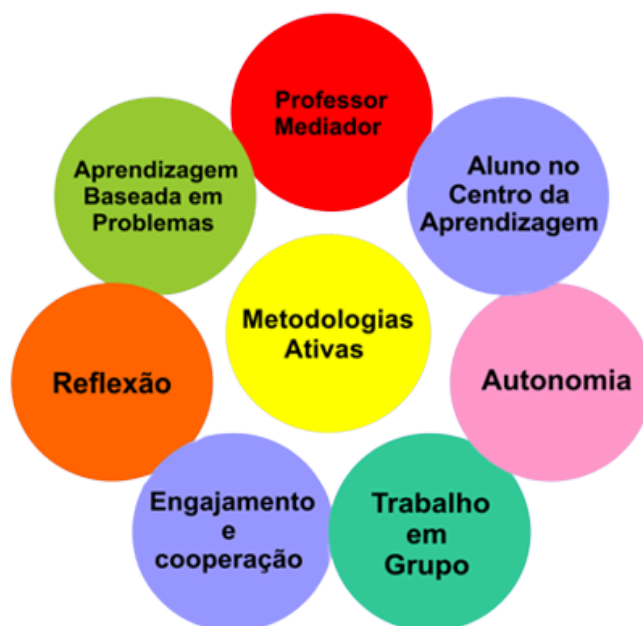 Professor
Mediador
Aluno no
Centro da
Aprendizagem
Autonomia
Trabalho
em
Grupo
Engajamento
e
cooperação
Reflexão
Aprendizagem
Baseada em
Problemas
Metodologias
Ativas